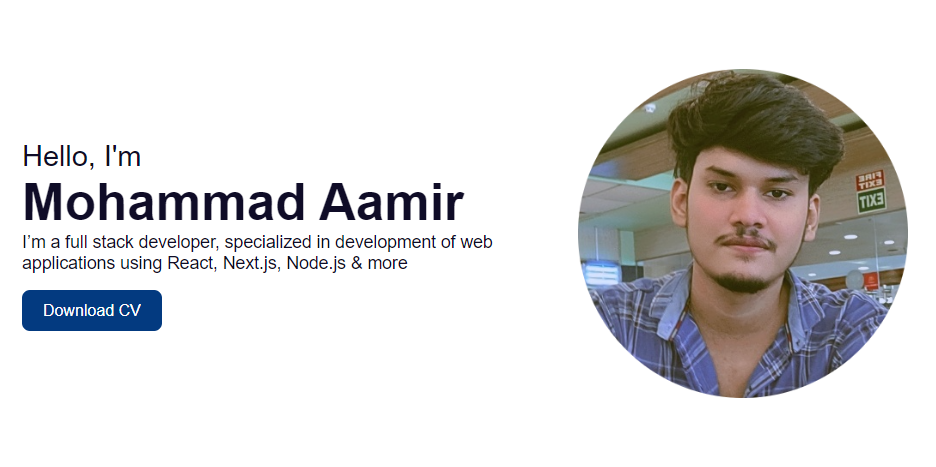 Hello, I'm
Mohammad Aamir
I’m a full stack developer, specialized in development of web
applications using React, Next.js, Node.js & more
Download CV
FIRE
EXIT
EXIT